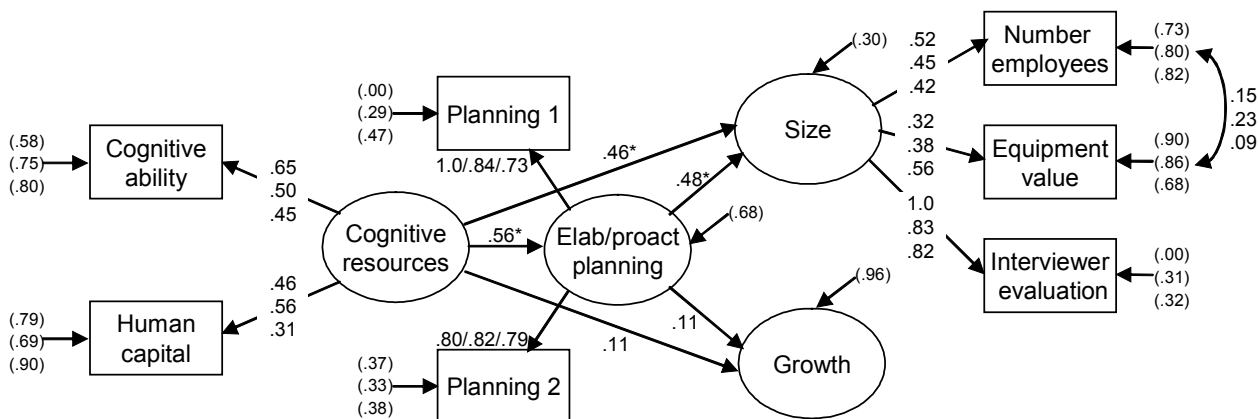 (.58)
(.75)
(.80)
Cognitive
ability
.65
.50
.45
(.79)
(.69)
(.90)
Human
capital
.46
.56
.31
Cognitive
resources
(.00)
(.29)
(.47)
Planning 1
1.0/.84/.73
.56*
Elab/proact
planning
(.68)
.80/.82/.79
(.37)
(.33)
(.38)
Planning 2
.46*
.48*
.11
.11
(.30)
Size
(.96)
Growth
.52
.45
.42
Number
employees
(.73)
(.80)
(.82)
.32
.38
.56
Equipment
value
(.90)
(.86)
(.68)
.15
.23
.09
1.0
.83
.82
Interviewer
evaluation
(.00)
(.31)
(.32)